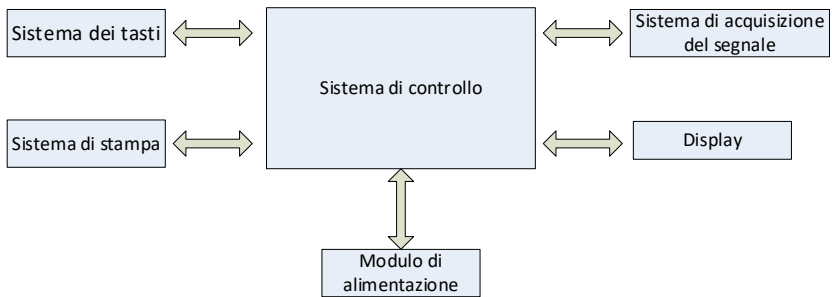 Sistema dei tasti
Sistema di controllo
Sistema di acquisizione
del segnale
Sistema di stampa
Display
Modulo di
alimentazione